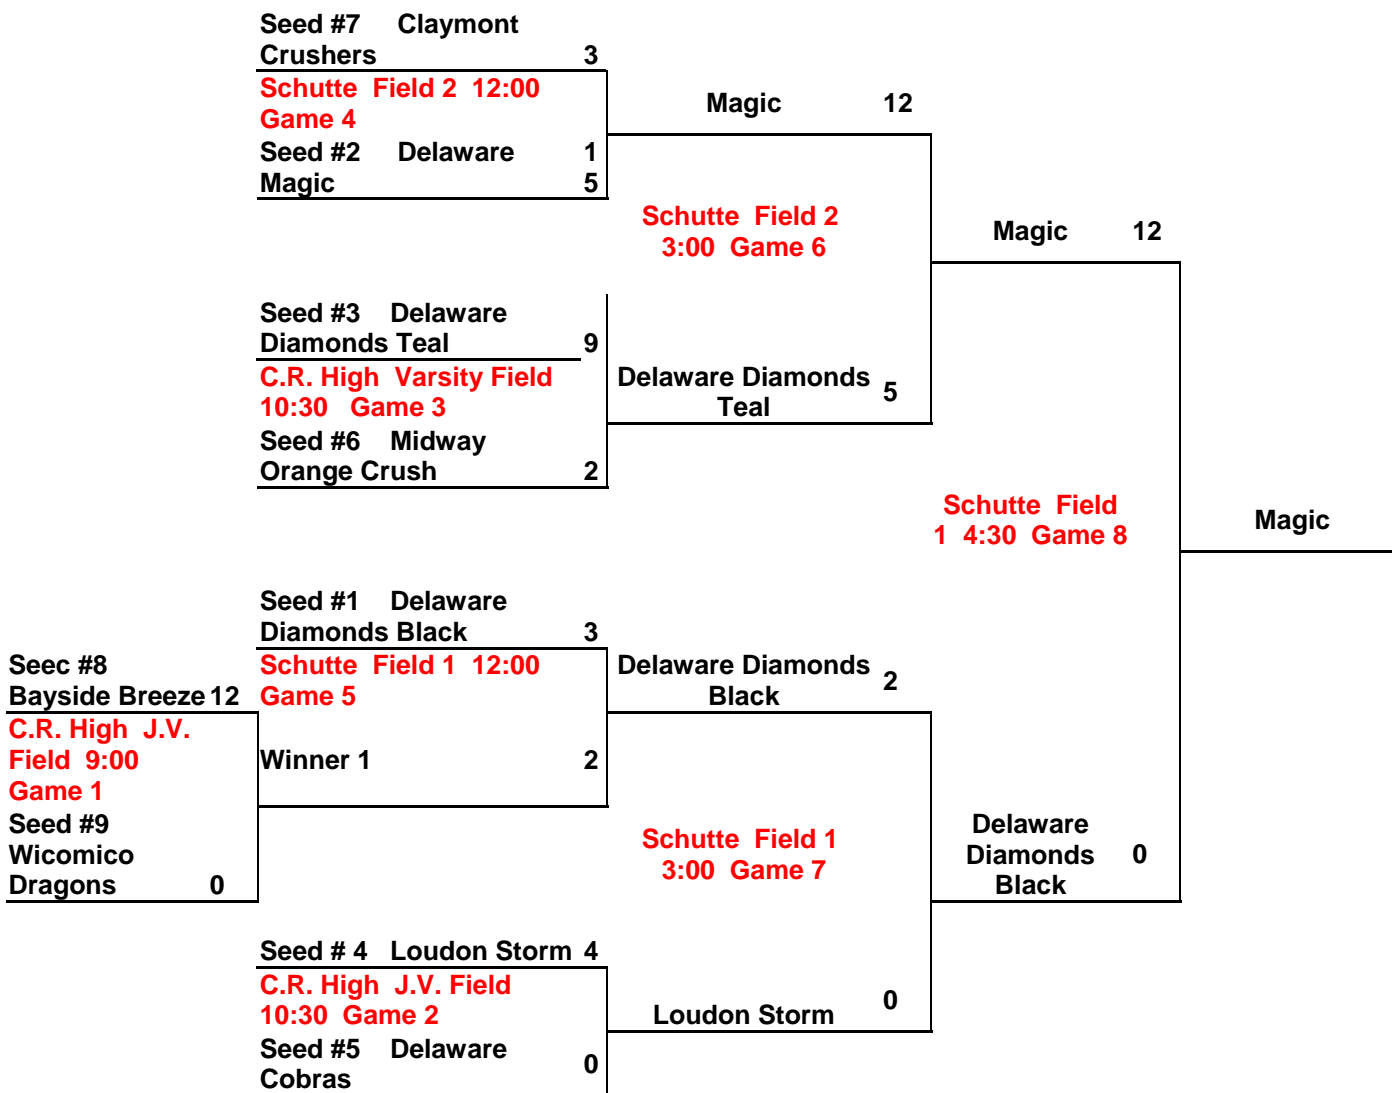 Seed #7 Claymont
Crushers 3
Schutte Field 2 12:00
Game 4
Seed #2 Delaware 1
Magic 5
Magic 12
Schutte Field 2
3:00 Game 6
Magic 12
Seed #3 Delaware
Diamonds Teal 9
C.R. High Varsity Field
10:30 Game 3
Seed #6 Midway
Orange Crush 2
Delaware Diamonds
Teal 5
Schutte Field
1 4:30 Game 8
Magic
Seed #1 Delaware
Diamonds Black 3
Schutte Field 1 12:00
Game 5
Seec #8
Bayside Breeze 12
C.R. High J.V.
Field 9:00
Game 1
Seed #9
Wicomico
Dragons 0
Winner 1 2
Delaware Diamonds
Black 2
Schutte Field 1
3:00 Game 7
Delaware
Diamonds 0
Black
Seed # 4 Loudon Storm 4
C.R. High J.V. Field
10:30 Game 2
Seed #5 Delaware
Cobras 0
Loudon Storm 0